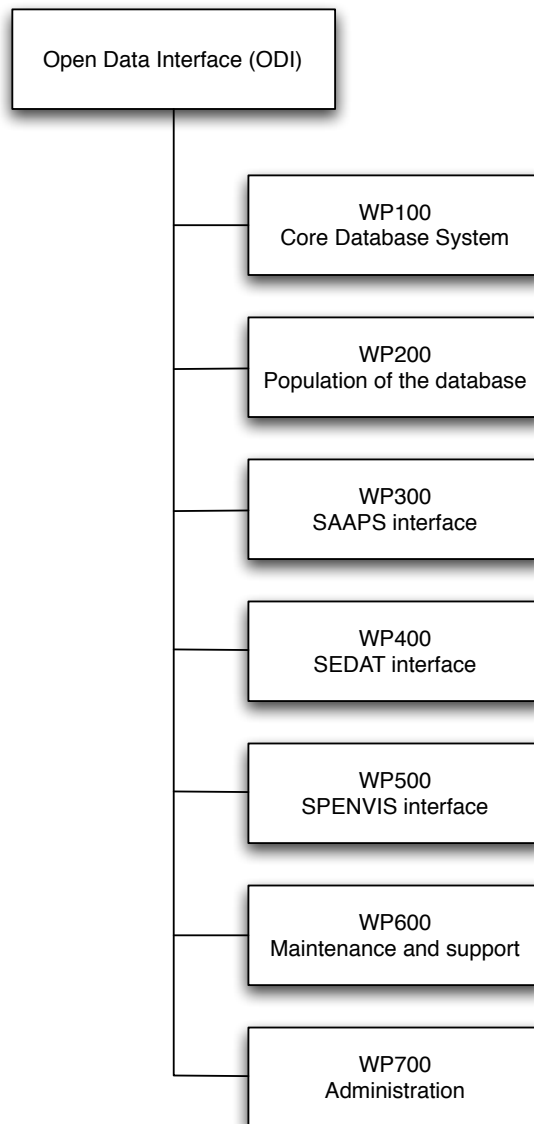 Open Data Interface (ODI)
WP100
Core Database System
WP200
Population of the database
WP300
SAAPS interface
WP400
SEDAT interface
WP500
SPENVIS interface
WP600
Maintenance and support
WP700
Administration